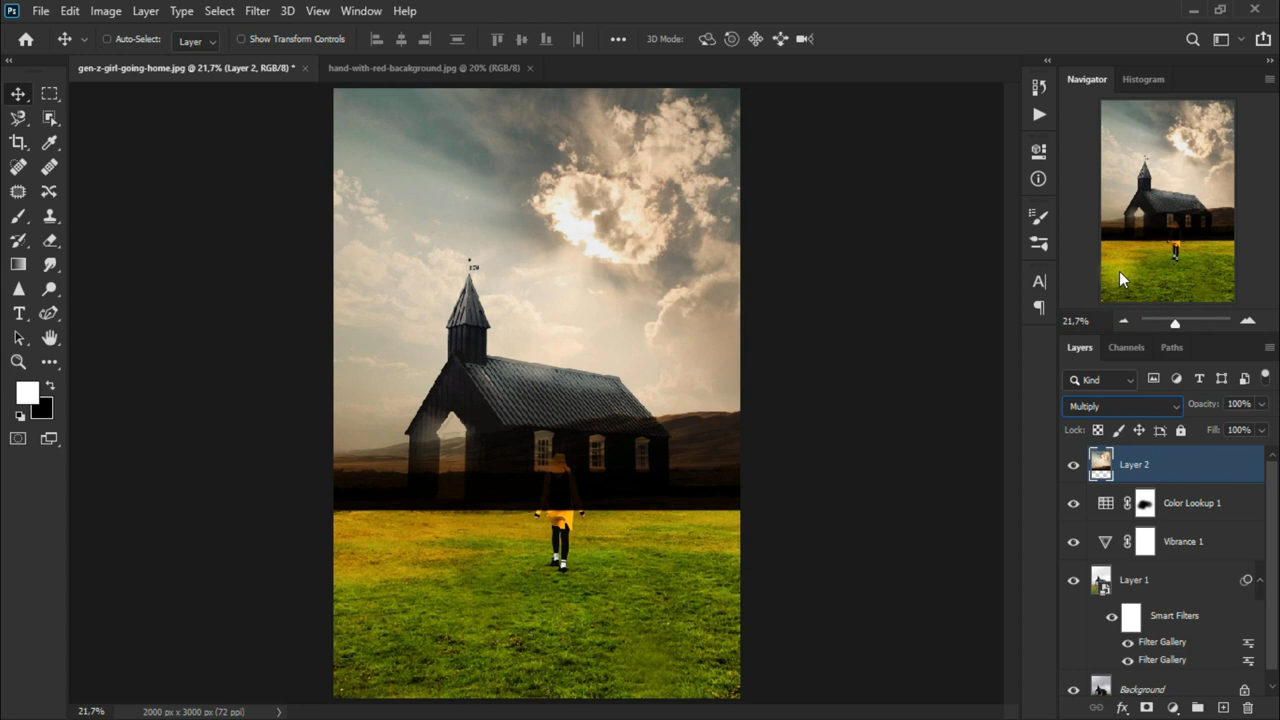 Ps File Edit Image Layer Type Select Filter 3D View Window Help
Auto-Select: Layer Show Transform Controls 3D Mode:
gen-z-girl-going-home.jpg @ 21,7% (Layer 2, RGB/8) * hand-with-red-bacakground.jpg @ 20% (RGB/8)
Navigator Histogram
21,7%
Layers Channels Paths
Kind
Multiply Opacity: 100%
Lock: Fill: 100%
Layer 2
Color Lookup 1
Vibrance 1
Layer 1
Smart Filters
Filter Gallery
Filter Gallery
Background
21,7% 2000 px x 3000 px (72 ppi)